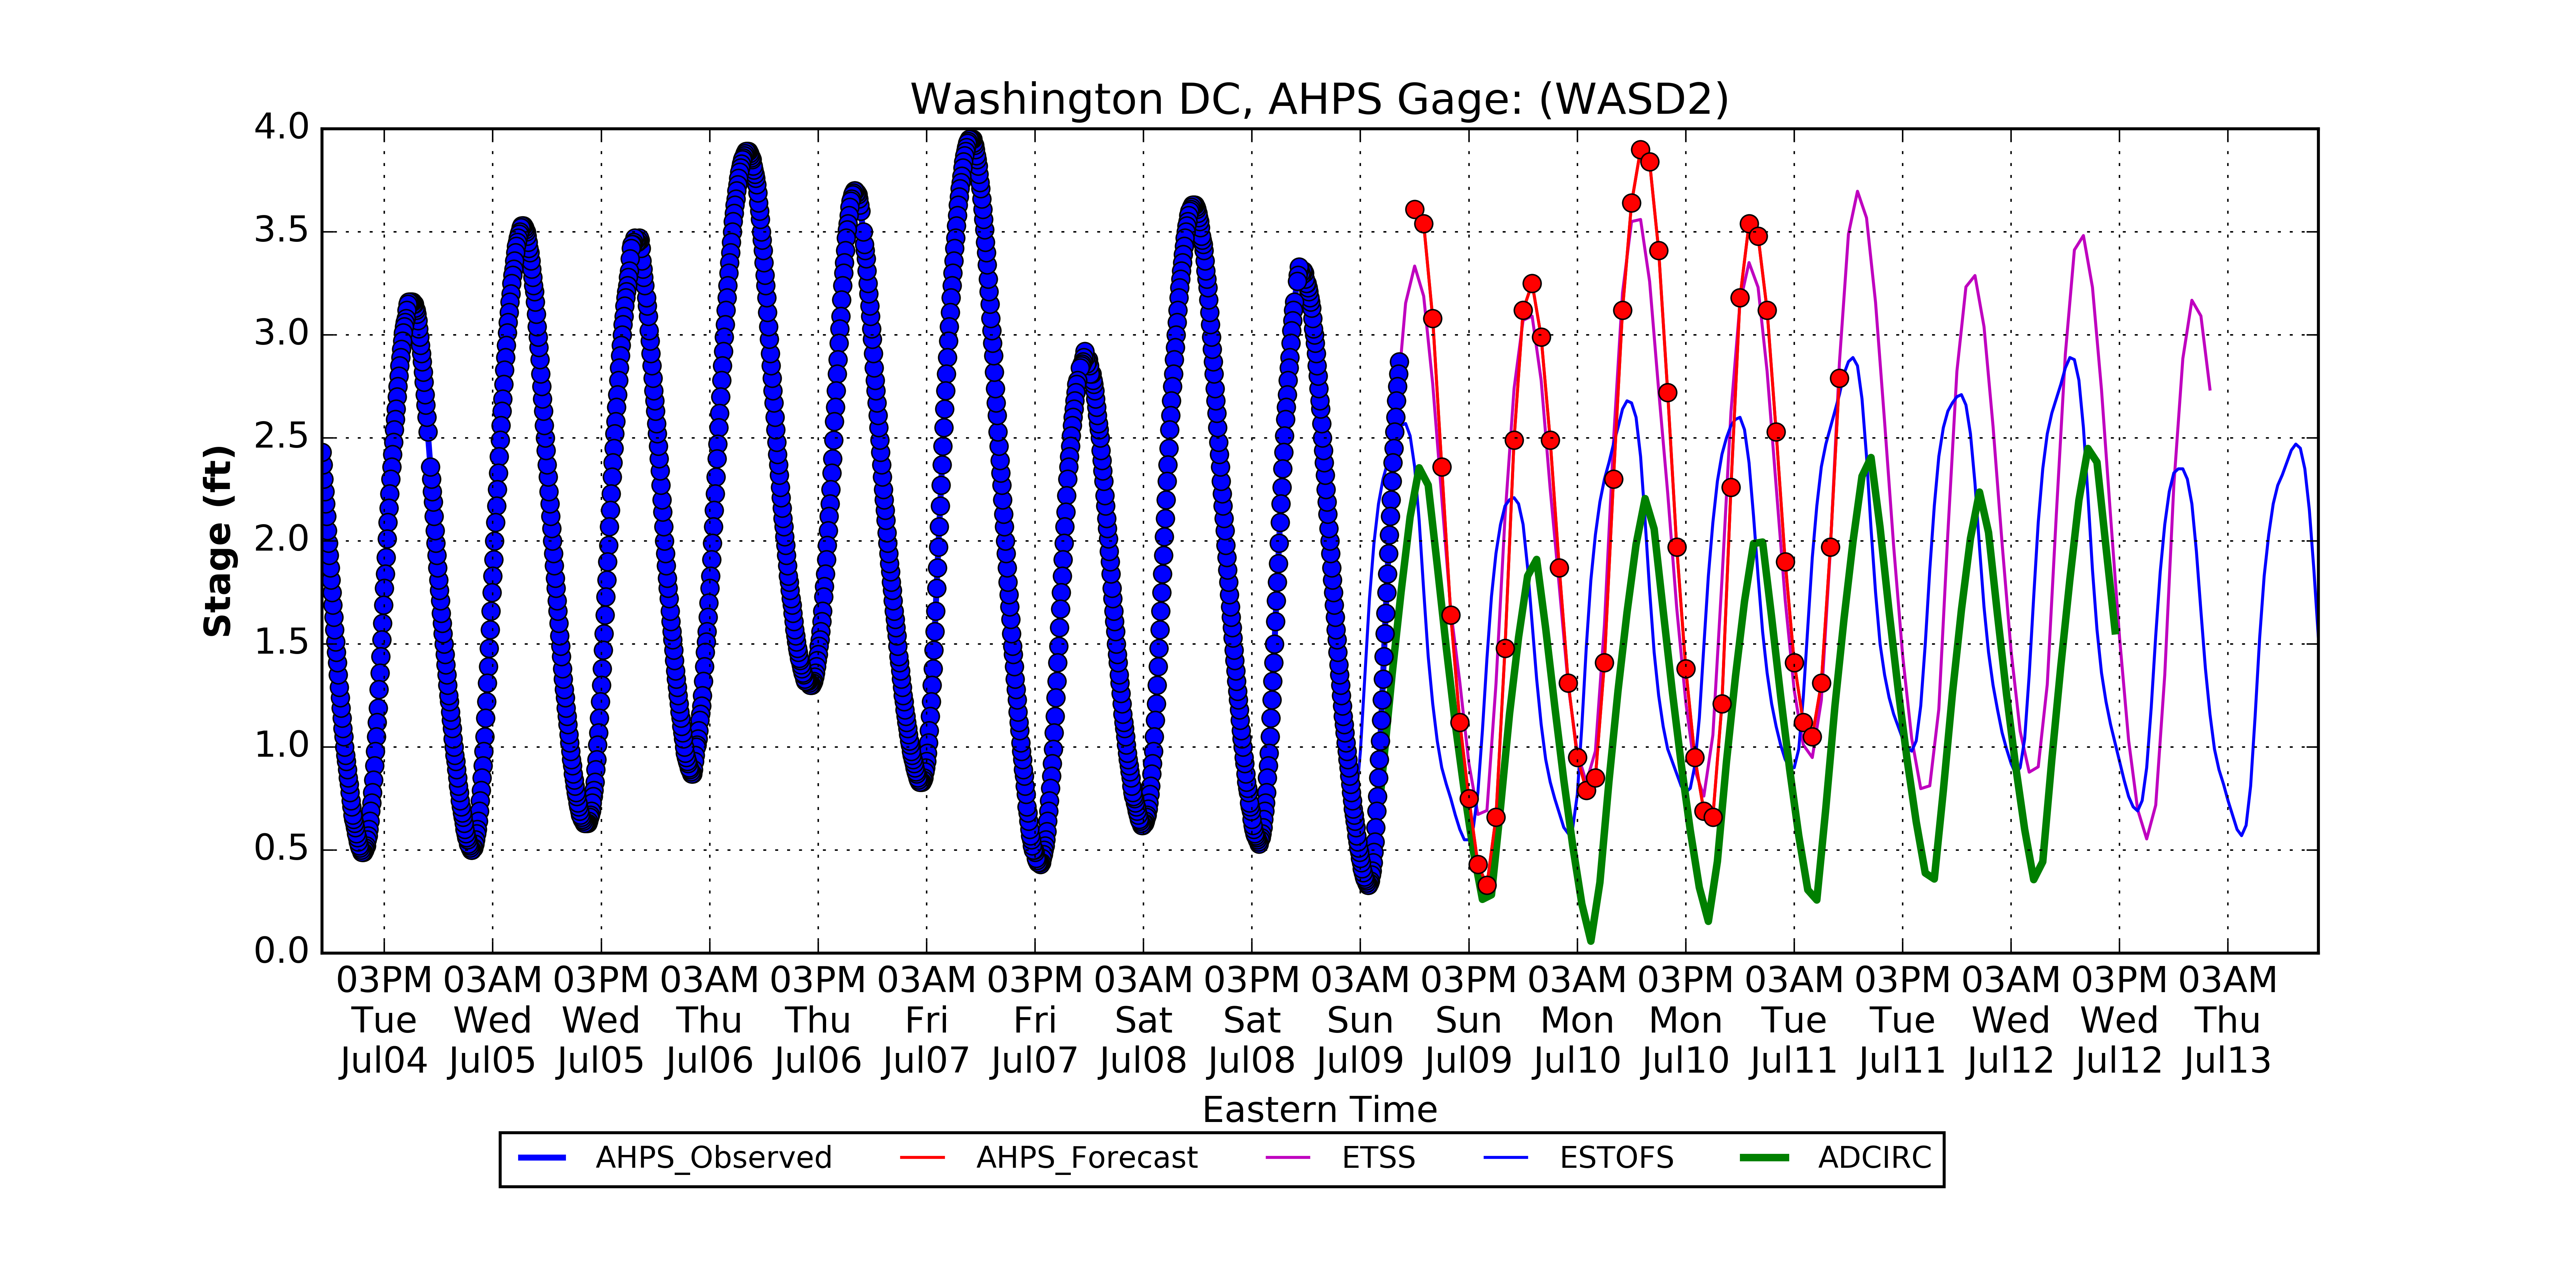 Washington DC, AHPS Gage: (WASD2)
4.0
3.5
3.0
2.5
2.0
1.5
1.0
0.5
0.0
Stage (ft)
03PM 03AM 03PM 03AM 03PM 03AM 03PM 03AM 03PM 03AM 03PM 03AM 03PM 03AM 03PM 03AM 03PM 03AM
Tue Wed Wed Thu Thu Fri Fri Sat Sat Sun Sun Mon Mon Tue Tue Wed Wed Thu
Jul04 Jul05 Jul05 Jul06 Jul06 Jul07 Jul07 Jul08 Jul08 Jul09 Jul09 Jul10 Jul10 Jul11 Jul11 Jul12 Jul12 Jul13
Eastern Time
AHPS_Observed AHPS_Forecast ETSS ESTOFS ADCIRC